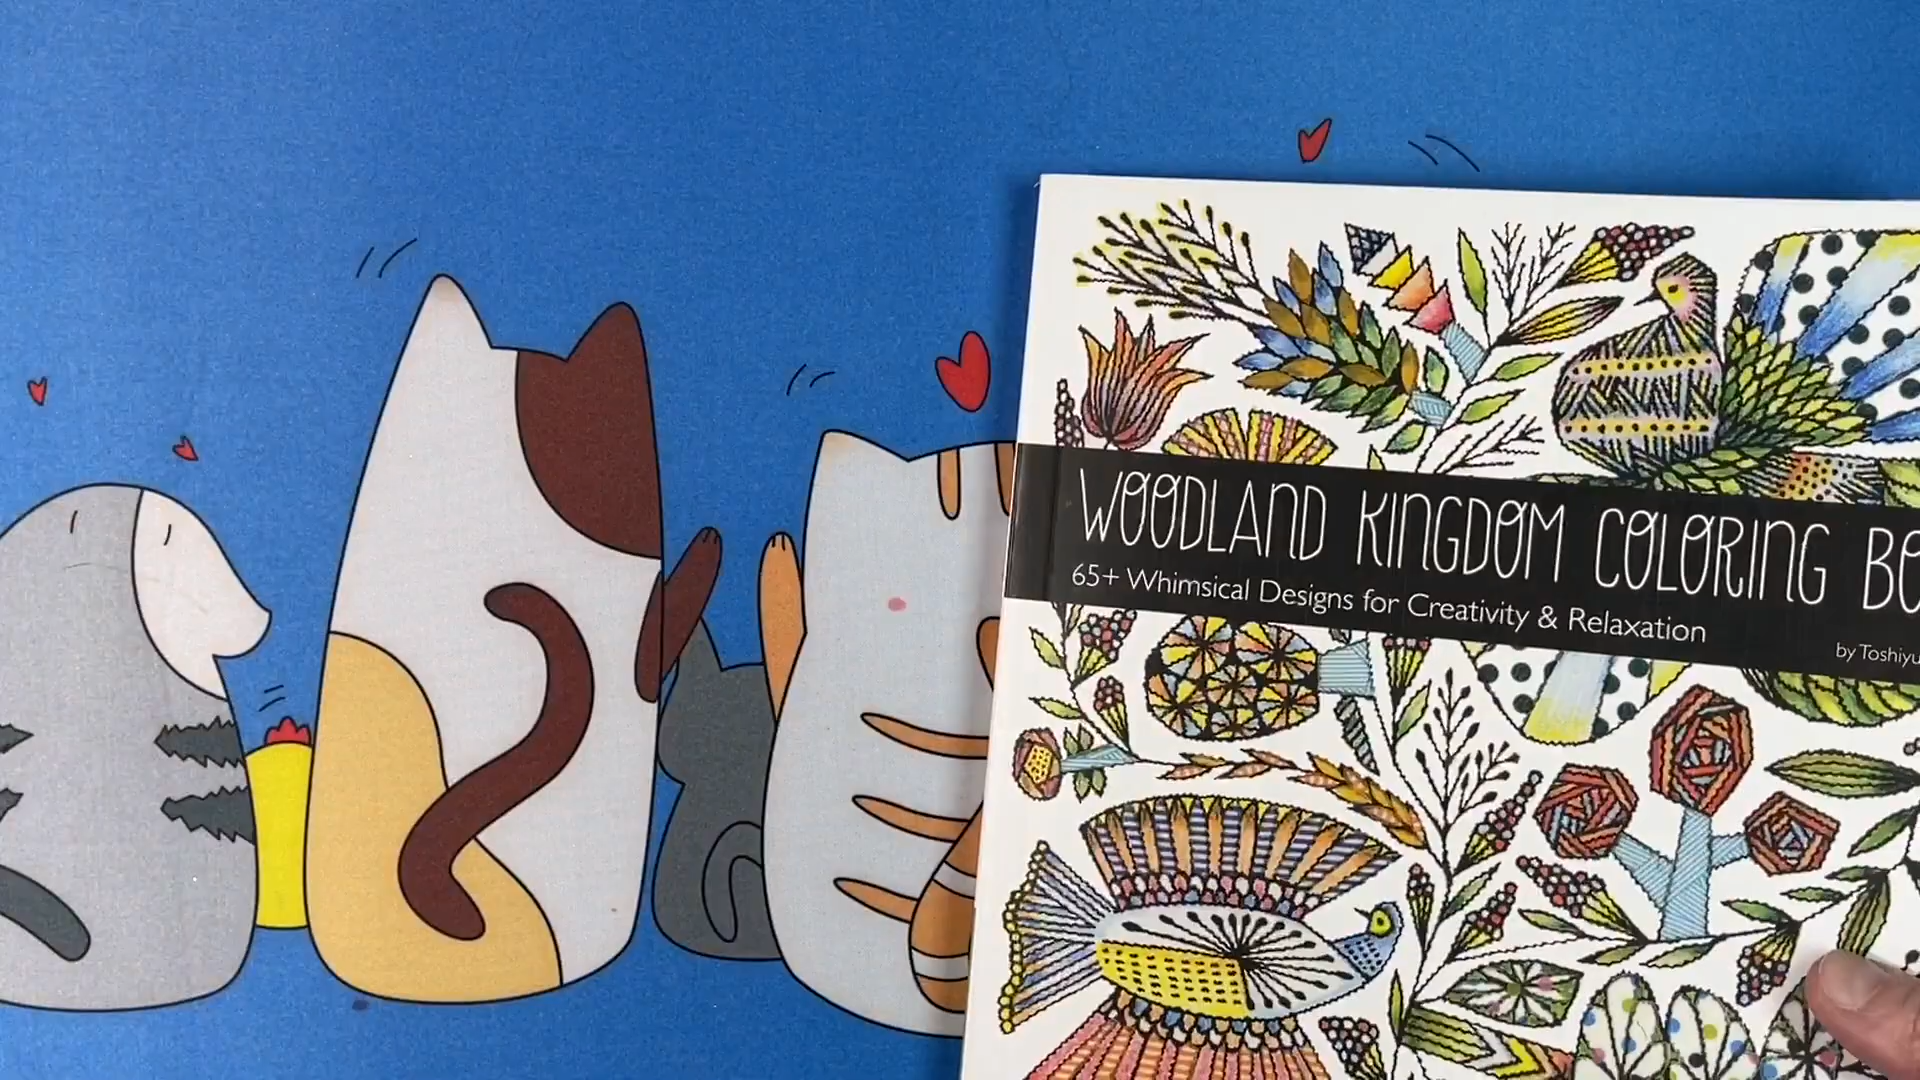 WOODLAND KINGDOM COLORING
65+ Whimsical Designs for Creativity & Relaxation
by